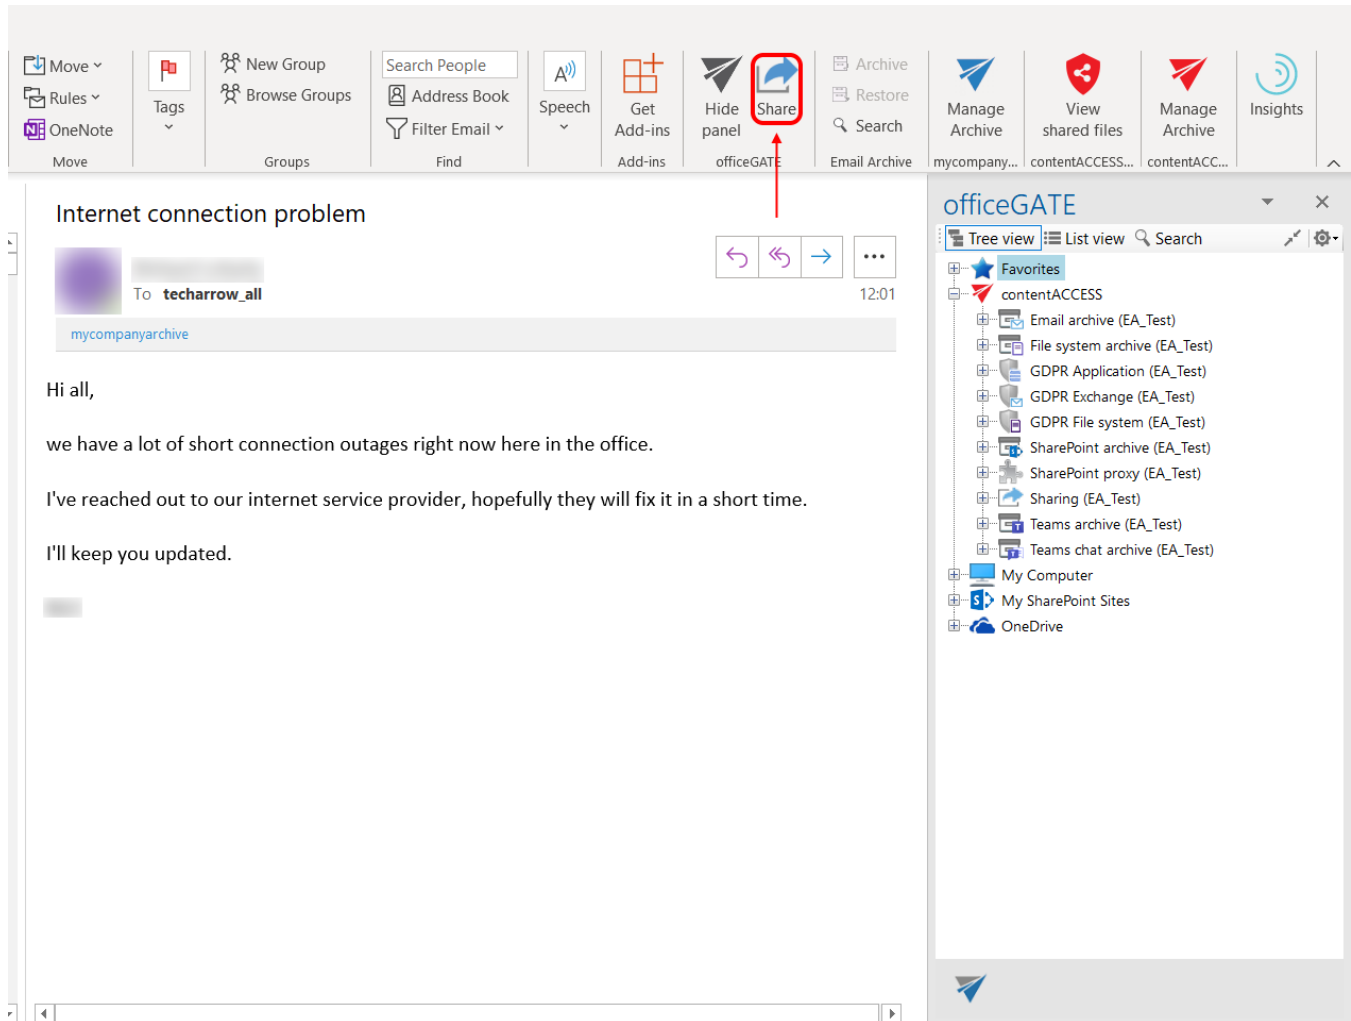 Move
Rules
OneNote
Move
Tags
New Group
Browse Groups
Groups
Search People
Address Book
Filter Email
Find
A
Speech
Get
Add-ins
Add-ins
Hide
panel
Share
officeGATE
Archive
Restore
Search
Email Archive
Manage
Archive
mycompany...
View
shared files
contentACCESS...
Manage
Archive
contentACC...
Insights
Internet connection problem
To techarrow_all
12:01
mycompanyarchive
Hi all,
we have a lot of short connection outages right now here in the office.
I've reached out to our internet service provider, hopefully they will fix it in a short time.
I'll keep you updated.
officeGATE
Tree view List view Search
Favorites
contentACCESS
Email archive (EA_Test)
File system archive (EA_Test)
GDPR Application (EA_Test)
GDPR Exchange (EA_Test)
GDPR File system (EA_Test)
SharePoint archive (EA_Test)
SharePoint proxy (EA_Test)
Sharing (EA_Test)
Teams archive (EA_Test)
Teams chat archive (EA_Test)
My Computer
My SharePoint Sites
OneDrive